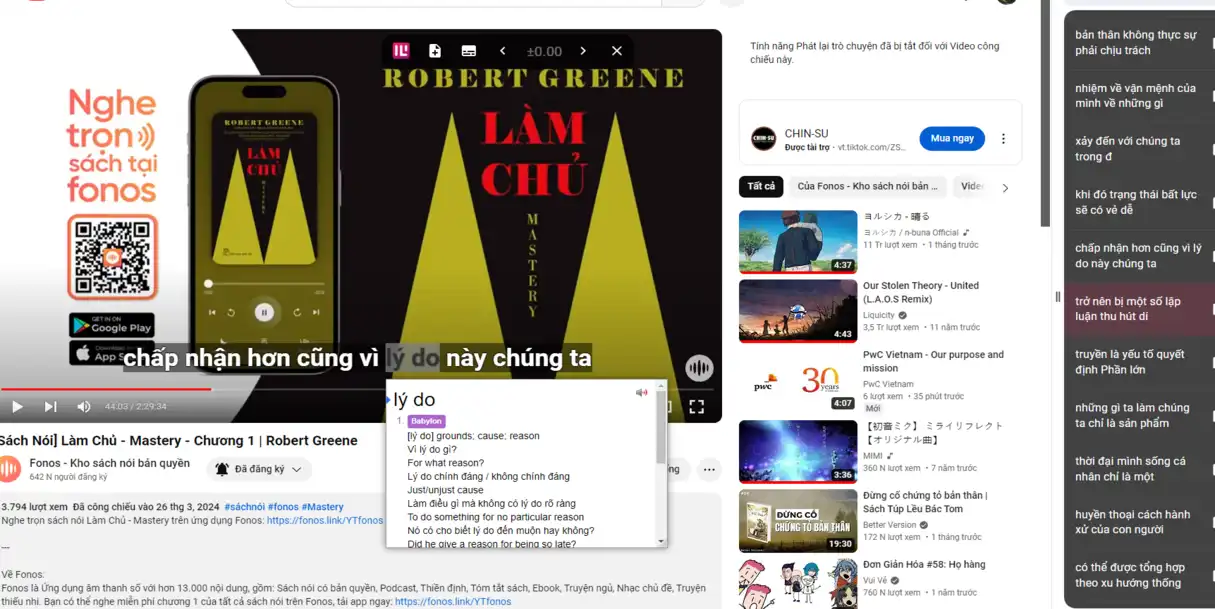 Nghe
trọn
sách tại
fonos
GET IN ON
Google Play
ROBERT GREENE
LÀM
CHỦ
MASTERY
±0.00
ROBERT GREENE
LÀM
CHỦ
MASTERY
chấp nhận hơn cũng vì lý do này chúng ta
44:03 / 2:29:34
lý do
1. Babylon
[lý do] grounds; cause; reason
Vì lý do gì?
For what reason?
Lý do chính đáng / không chính đáng
Just/unjust cause
Làm điều gì mà không có lý do rõ ràng
To do something for no particular reason
Nó có cho biết lý do đến muộn hay không?
Did he give a reason for being so late?
Sách Nói] Làm Chủ - Mastery - Chương 1 | Robert Greene
Fonos - Kho sách nói bản quyền
642 N người đăng ký
Đã đăng ký
3.794 lượt xem Đã công chiếu vào 26 thg 3, 2024 #sáchnói #fonos #Mastery
Nghe trọn sách nói Làm Chủ - Mastery trên ứng dụng Fonos: https://fonos.link/YTfonos
---
Về Fonos:
Fonos là Ứng dụng âm thanh số với hơn 13.000 nội dung, gồm: Sách nói có bản quyền, Podcast, Thiền định, Tóm tắt sách, Ebook, Truyện ngủ, Nhạc chủ đề, Truyện
thiếu nhi. Bạn có thể nghe miễn phí chương 1 của tất cả sách nói trên Fonos, tải app ngay: https://fonos.link/YTfonos
Tính năng Phát lại trò chuyện đã bị tắt đối với Video công
chiếu này.
CHIN-SU
CHIN-SU
Được tài trợ · vt.tiktok.com/ZS...
Mua ngay
Tất cả
Của Fonos - Kho sách nói bản ...
Video
ヨルシカ - 晴る
ヨルシカ / n-buna Official
11 Tr lượt xem • 1 tháng trước
4:37
Our Stolen Theory - United
(L.A.O.S Remix)
Liquicity
3,5 Tr lượt xem • 11 năm trước
4:43
PwC Vietnam - Our purpose and
mission
PwC Vietnam
6 lượt xem • 35 phút trước
Mới
pwc
30
years
4:07
【初音ミク】 ミライリフレクト
【オリジナル曲】
MIMI
360 N lượt xem • 7 năm trước
3:36
Đừng cố chứng tỏ bản thân |
Sách Túp Lều Bác Tom
Better Version
172 N lượt xem • 1 tháng trước
ĐỪNG CỐ
CHỨNG TỎ BẢN THÂN
19:30
Đơn Giản Hóa #58: Họ hàng
Vui Vẻ
760 N lượt xem • 1 năm trước
bản thân không thực sự
phải chịu trách
nhiệm về vận mệnh của
mình về những gì
xảy đến với chúng ta
trong đ
khi đó trạng thái bất lực
sẽ có vẻ dễ
chấp nhận hơn cũng vì lý
do này chúng ta
trở nên bị một số lập
luận thu hút di
truyền là yếu tố quyết
định Phần lớn
những gì ta làm chúng
ta chỉ là sản phẩm
thời đại mình sống cá
nhân chỉ là một
huyền thoại cách hành
xử của con người
có thể được tổng hợp
theo xu hướng thống